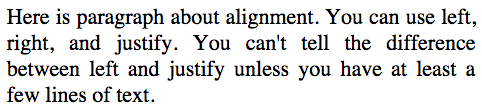 Here is paragraph about alignment. You can use left,
right, and justify. You can't tell the difference
between left and justify unless you have at least a
few lines of text.